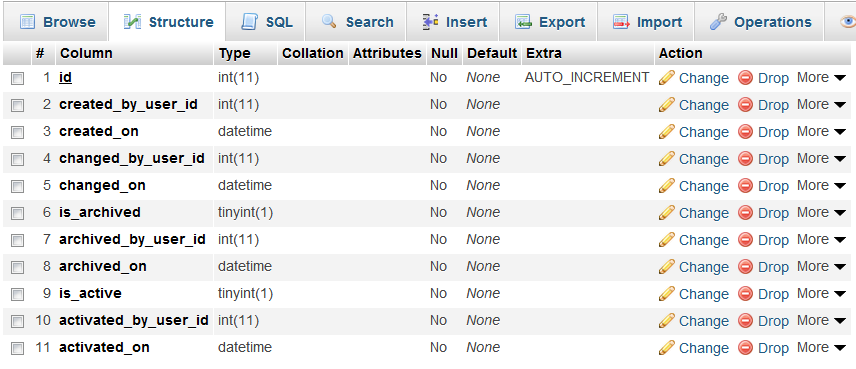 Browse Structure SQL Search Insert Export Import Operations
# Column Type Collation Attributes Null Default Extra Action
1 id int(11) No None AUTO_INCREMENT Change Drop More
2 created_by_user_id int(11) No None Change Drop More
3 created_on datetime No None Change Drop More
4 changed_by_user_id int(11) No None Change Drop More
5 changed_on datetime No None Change Drop More
6 is_archived tinyint(1) No None Change Drop More
7 archived_by_user_id int(11) No None Change Drop More
8 archived_on datetime No None Change Drop More
9 is_active tinyint(1) No None Change Drop More
10 activated_by_user_id int(11) No None Change Drop More
11 activated_on datetime No None Change Drop More